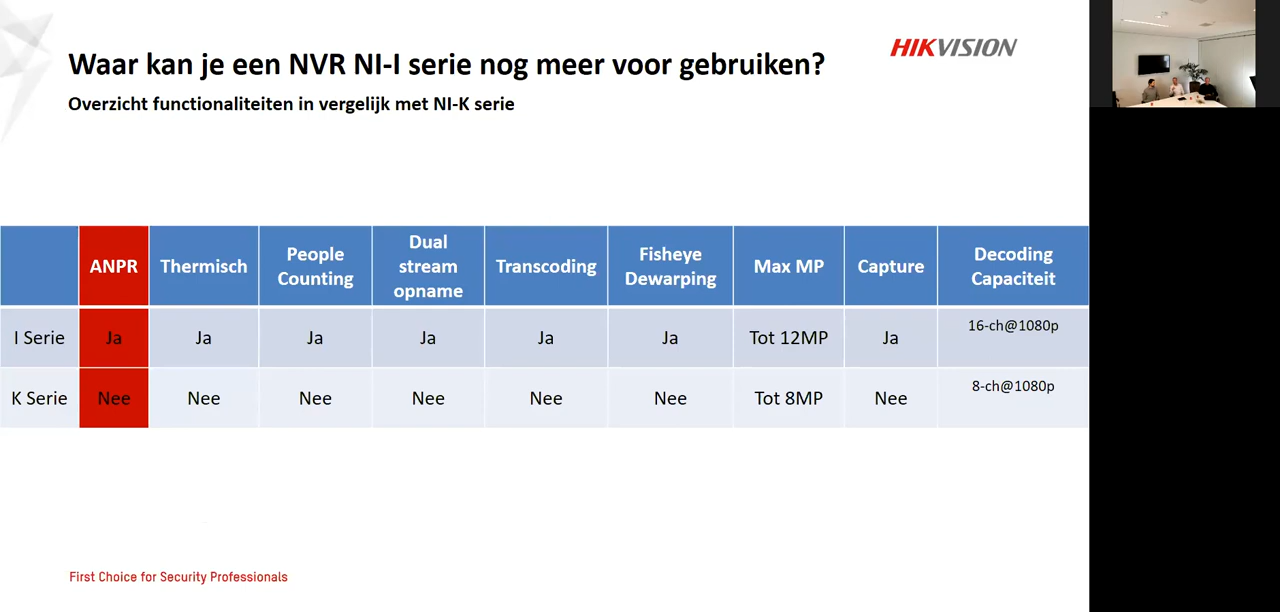 Waar kan je een NVR NI-I serie nog meer voor gebruiken?
HIKVISION
Overzicht functionaliteiten in vergelijk met NI-K serie
ANPR Thermisch People Counting Dual stream opname Transcoding Fisheye Dewarping Max MP Capture Decoding Capaciteit
I Serie Ja Ja Ja Ja Ja Ja Tot 12MP Ja 16-ch@1080p
K Serie Nee Nee Nee Nee Nee Nee Tot 8MP Nee 8-ch@1080p
First Choice for Security Professionals